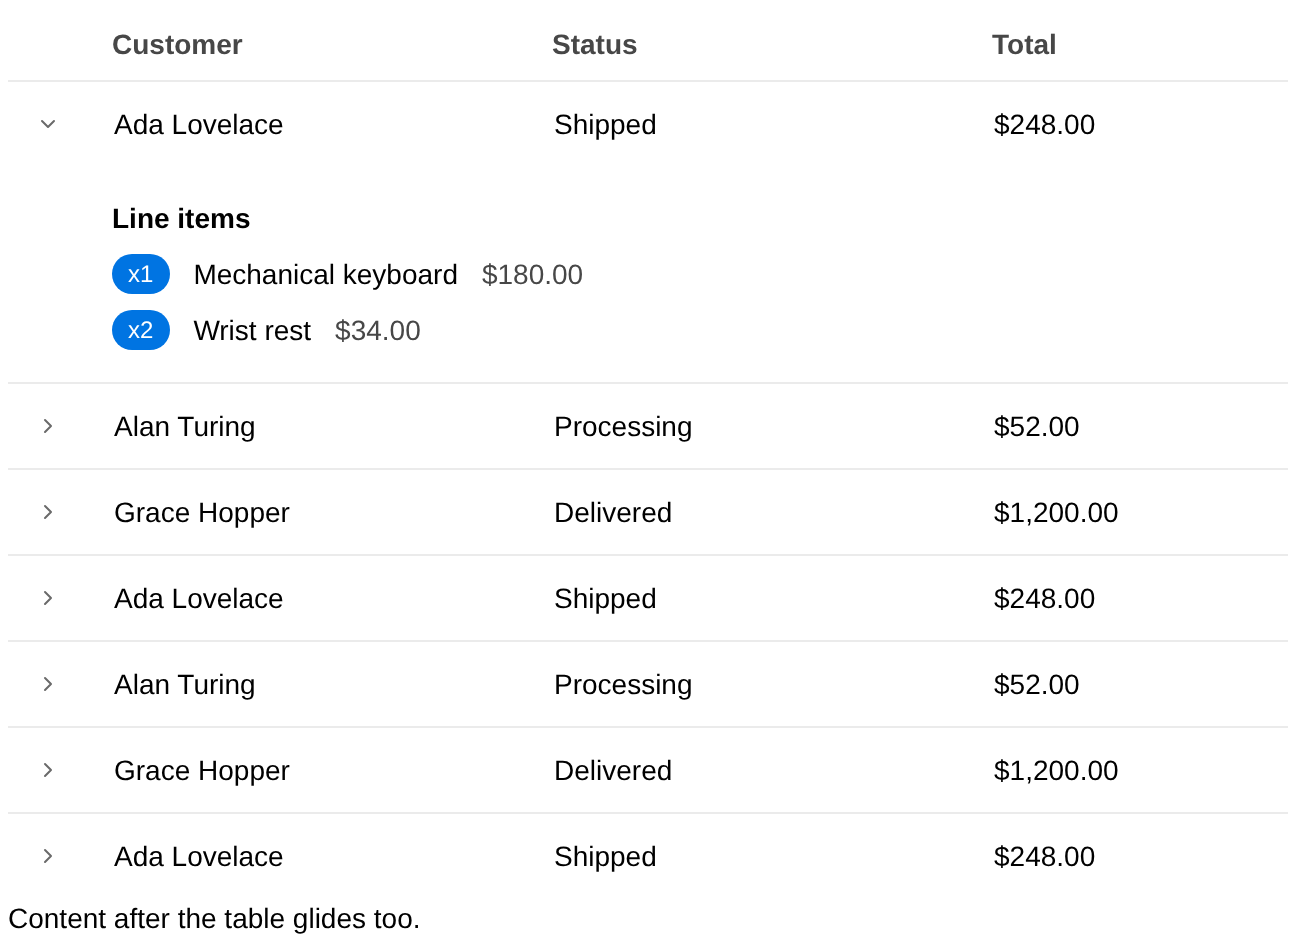 Customer Status Total
Ada Lovelace Shipped $248.00
Line items
x1 Mechanical keyboard $180.00
x2 Wrist rest $34.00
Alan Turing Processing $52.00
Grace Hopper Delivered $1,200.00
Ada Lovelace Shipped $248.00
Alan Turing Processing $52.00
Grace Hopper Delivered $1,200.00
Ada Lovelace Shipped $248.00
Content after the table glides too.